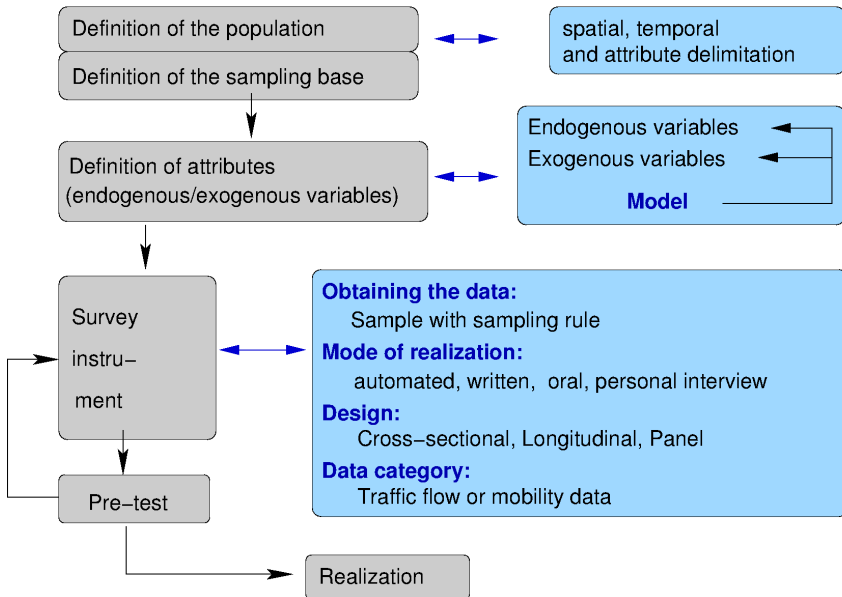 Definition of the population
spatial, temporal
and attribute delimitation
Definition of the sampling base
Endogenous variables
Exogenous variables
Model
Definition of attributes
(endogenous/exogenous variables)
Survey
instru−
ment
Obtaining the data:
Sample with sampling rule
Mode of realization:
automated, written, oral, personal interview
Design:
Cross−sectional, Longitudinal, Panel
Data category:
Traffic flow or mobility data
Pre−test
Realization